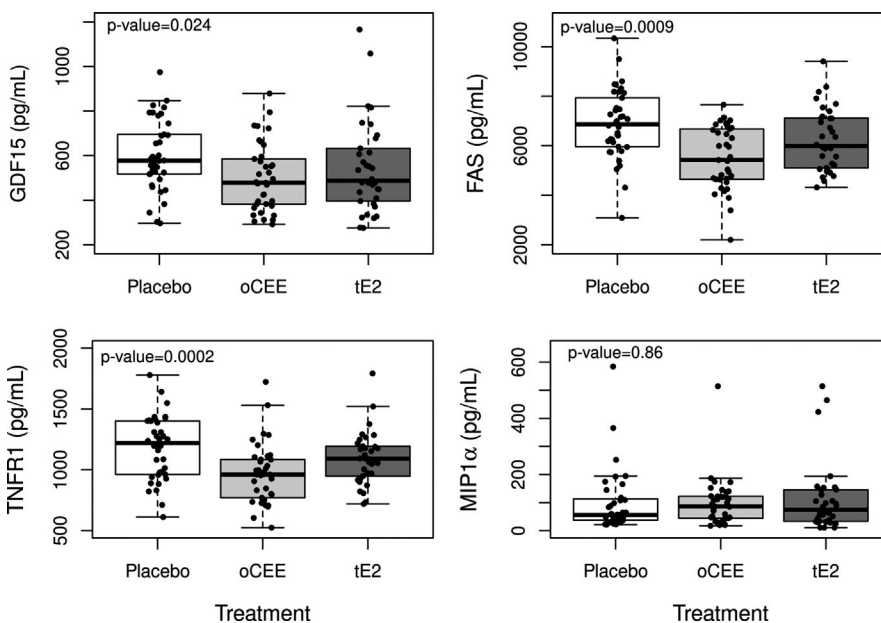 p-value=0.024
GDF15 (pg/mL)
200
600
1000
Placebo
oCEE
tE2
p-value=0.0009
FAS (pg/mL)
2000
6000
10000
Placebo
oCEE
tE2
p-value=0.0002
TNFR1 (pg/mL)
500
1000
1500
2000
Placebo
oCEE
tE2
Treatment
p-value=0.86
MIP1α (pg/mL)
0
100
200
400
600
Placebo
oCEE
tE2
Treatment